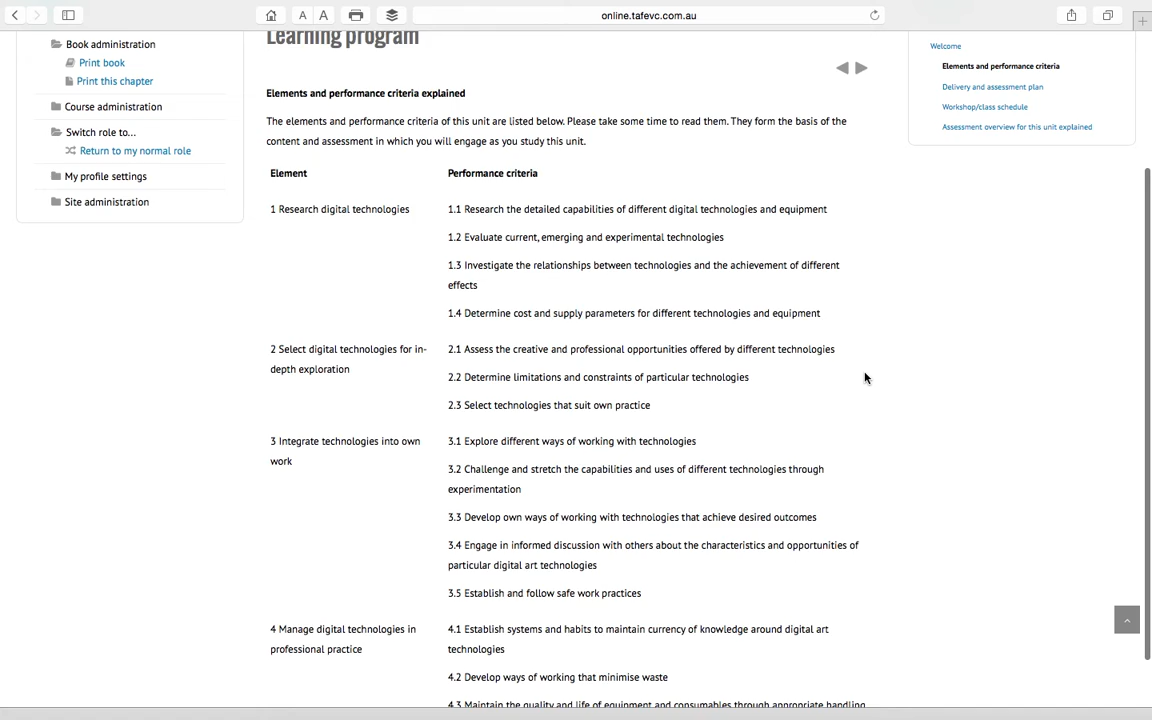 A A
online.tafevc.com.au
Book administration
Print book
Print this chapter
Course administration
Switch role to...
Return to my normal role
My profile settings
Site administration
Learning program
Elements and performance criteria explained
The elements and performance criteria of this unit are listed below. Please take some time to read them. They form the basis of the
content and assessment in which you will engage as you study this unit.
Element Performance criteria
1 Research digital technologies 1.1 Research the detailed capabilities of different digital technologies and equipment
1.2 Evaluate current, emerging and experimental technologies
1.3 Investigate the relationships between technologies and the achievement of different
effects
1.4 Determine cost and supply parameters for different technologies and equipment
2 Select digital technologies for in- 2.1 Assess the creative and professional opportunities offered by different technologies
depth exploration
2.2 Determine limitations and constraints of particular technologies
2.3 Select technologies that suit own practice
3 Integrate technologies into own 3.1 Explore different ways of working with technologies
work
3.2 Challenge and stretch the capabilities and uses of different technologies through
experimentation
3.3 Develop own ways of working with technologies that achieve desired outcomes
3.4 Engage in informed discussion with others about the characteristics and opportunities of
particular digital art technologies
3.5 Establish and follow safe work practices
4 Manage digital technologies in 4.1 Establish systems and habits to maintain currency of knowledge around digital art
professional practice technologies
4.2 Develop ways of working that minimise waste
4.3 Maintain the quality and life of equipment and consumables through appropriate handling
Welcome
Elements and performance criteria
Delivery and assessment plan
Workshop/class schedule
Assessment overview for this unit explained